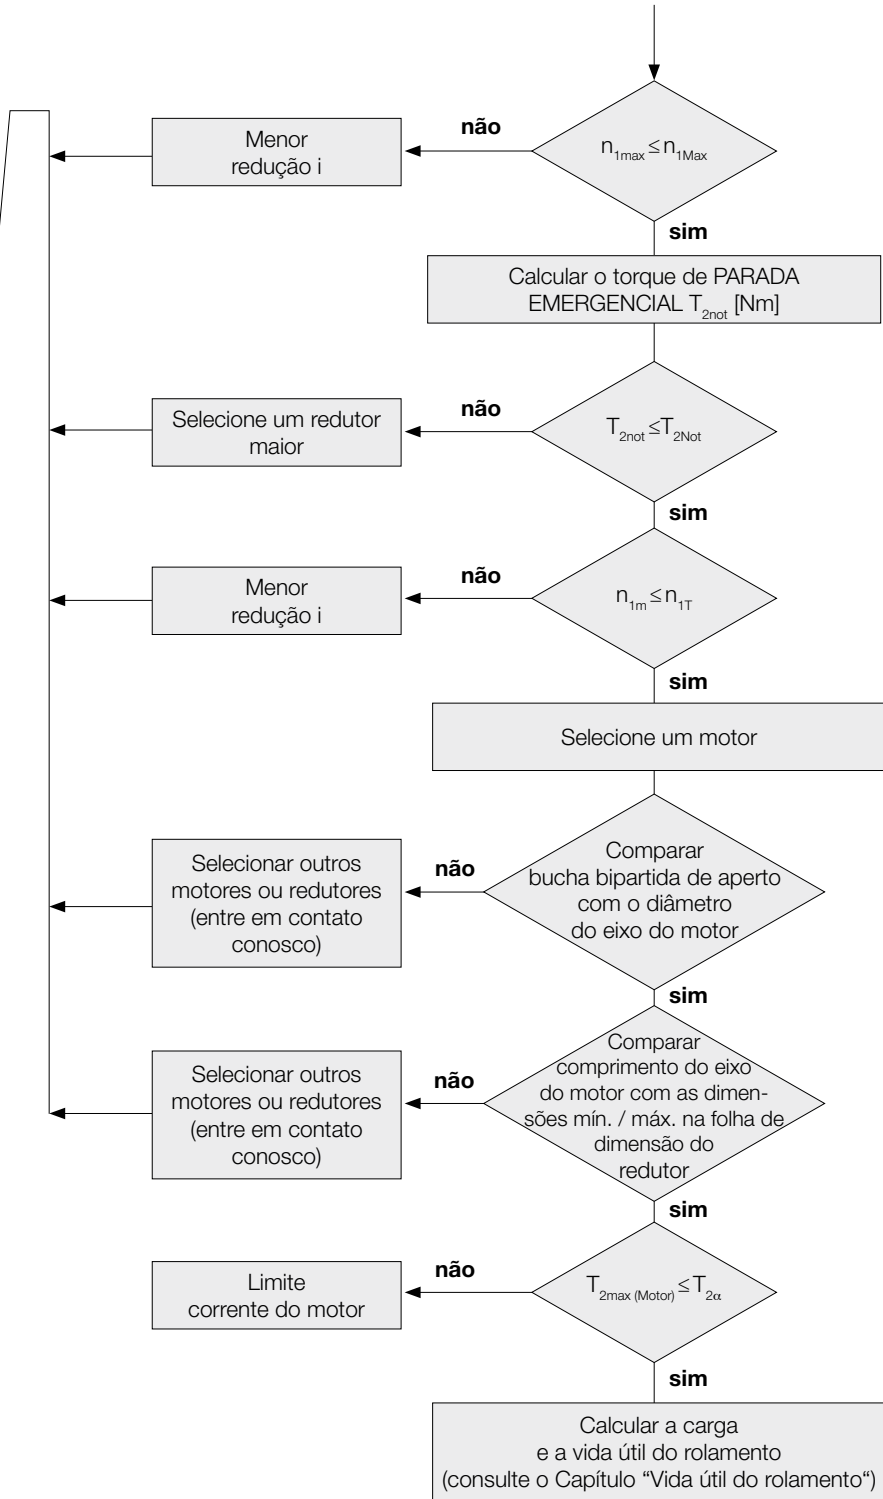 não
Menor
redução i
n1max ≤ n1Max
sim
Calcular o torque de PARADA
EMERGENCIAL T2not [Nm]
não
Selecione um redutor
maior
T2not ≤ T2Not
sim
não
Menor
redução i
n1m ≤ n1T
sim
Selecione um motor
não
Selecionar outros
motores ou redutores
(entre em contato
conosco)
Comparar
bucha bipartida de aperto
com o diâmetro
do eixo do motor
sim
não
Selecionar outros
motores ou redutores
(entre em contato
conosco)
Comparar
comprimento do eixo
do motor com as dimen-
sões mín. / máx. na folha de
dimensão do
redutor
sim
não
Limite
corrente do motor
T2max (Motor) ≤ T2α
sim
Calcular a carga
e a vida útil do rolamento
(consulte o Capítulo “Vida útil do rolamento“)